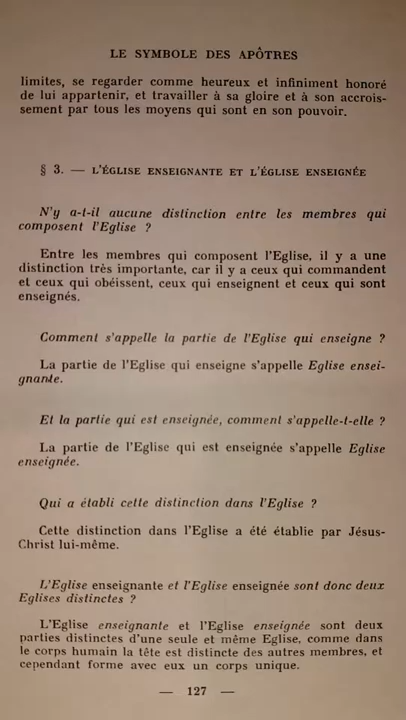 LE SYMBOLE DES APÔTRES
limites, se regarder comme heureux et infiniment honoré
de lui appartenir, et travailler à sa gloire et à son accrois-
sement par tous les moyens qui sont en son pouvoir.
§ 3. — L'ÉGLISE ENSEIGNANTE ET L'ÉGLISE ENSEIGNÉE
N'y a-t-il aucune distinction entre les membres qui
composent l'Eglise ?
Entre les membres qui composent l'Eglise, il y a une
distinction très importante, car il y a ceux qui commandent
et ceux qui obéissent, ceux qui enseignent et ceux qui sont
enseignés.
Comment s'appelle la partie de l'Eglise qui enseigne ?
La partie de l'Eglise qui enseigne s'appelle Eglise ensei-
gnante.
Et la partie qui est enseignée, comment s'appelle-t-elle ?
La partie de l'Eglise qui est enseignée s'appelle Eglise
enseignée.
Qui a établi cette distinction dans l'Eglise ?
Cette distinction dans l'Eglise a été établie par Jésus-
Christ lui-même.
L'Eglise enseignante et l'Eglise enseignée sont donc deux
Eglises distinctes ?
L'Eglise enseignante et l'Eglise enseignée sont deux
parties distinctes d'une seule et même Eglise, comme dans
le corps humain la tête est distincte des autres membres, et
cependant forme avec eux un corps unique.
— 127 —